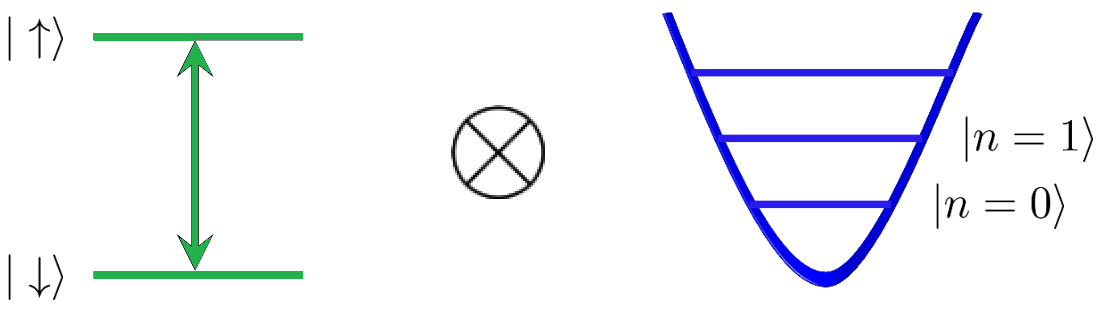 | ↑⟩
|n = 1⟩
|n = 0⟩
| ↓⟩